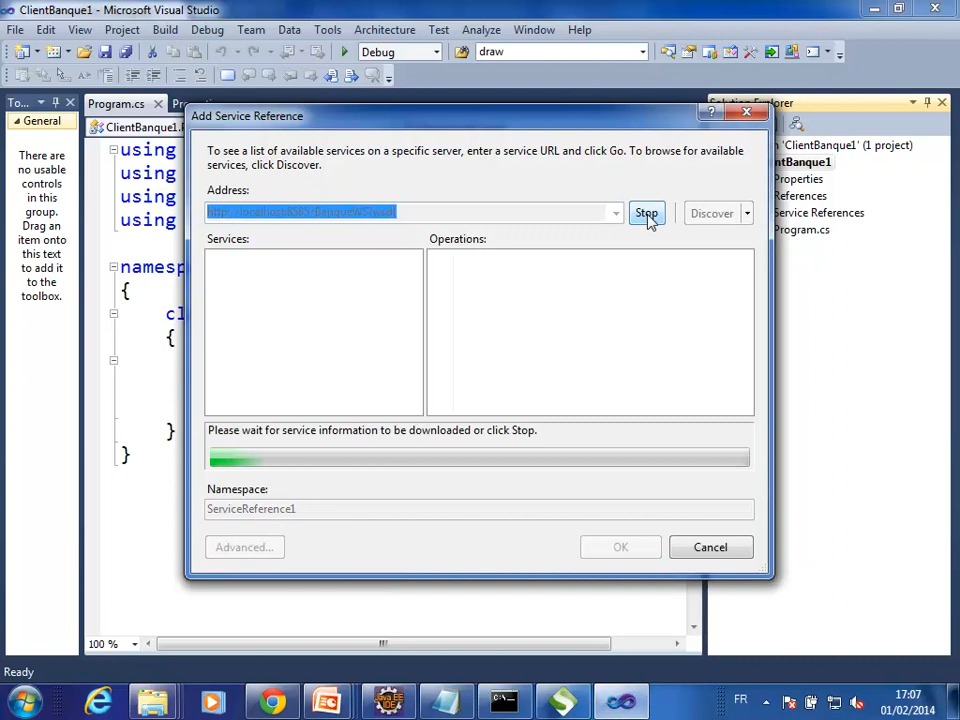 ClientBanque1 - Microsoft Visual Studio
File Edit View Project Build Debug Team Data Tools Architecture Test Analyze Window Help
Debug draw
To... Program.cs Solution Explorer
General
ClientBanque1.
There are
no usable
controls
in this
group.
Drag an
item onto
this text
to add it
to the
toolbox.
using
using
using
using
namesp
{
cl
{
}
}
Add Service Reference
To see a list of available services on a specific server, enter a service URL and click Go. To browse for available
services, click Discover.
Address:
Stop Discover
Services: Operations:
Please wait for service information to be downloaded or click Stop.
Namespace:
ServiceReference1
Advanced... OK Cancel
'ClientBanque1' (1 project)
ntBanque1
Properties
References
Service References
Program.cs
100 %
Ready
FR
17:07
01/02/2014